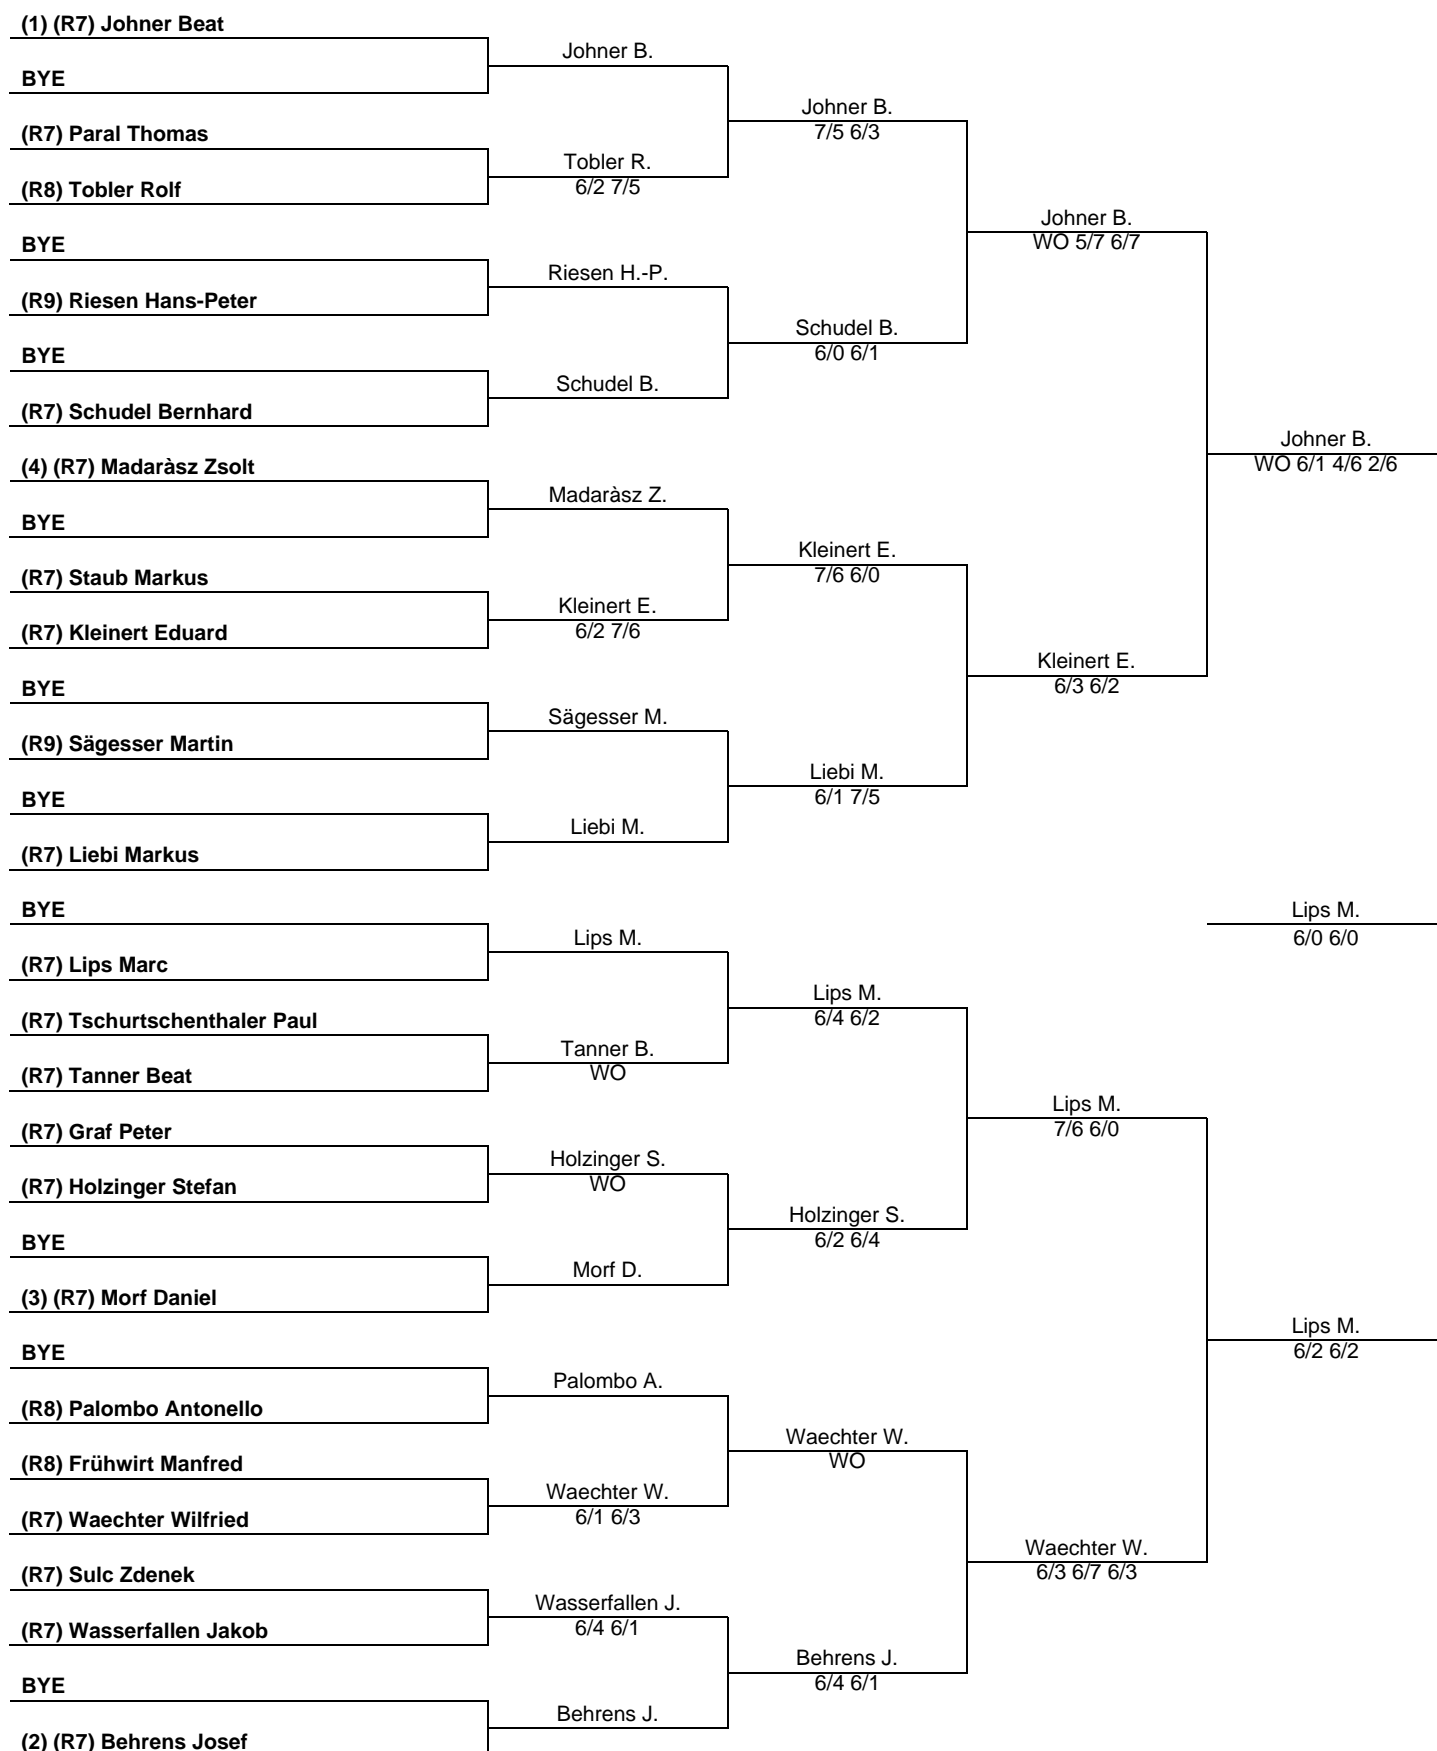 (1) (R7) Johner Beat
BYE
(R7) Paral Thomas
(R8) Tobler Rolf
BYE
(R9) Riesen Hans-Peter
BYE
(R7) Schudel Bernhard
(4) (R7) Madaràsz Zsolt
BYE
(R7) Staub Markus
(R7) Kleinert Eduard
BYE
(R9) Sägesser Martin
BYE
(R7) Liebi Markus
BYE
(R7) Lips Marc
(R7) Tschurtschenthaler Paul
(R7) Tanner Beat
(R7) Graf Peter
(R7) Holzinger Stefan
BYE
(3) (R7) Morf Daniel
BYE
(R8) Palombo Antonello
(R8) Frühwirt Manfred
(R7) Waechter Wilfried
(R7) Sulc Zdenek
(R7) Wasserfallen Jakob
BYE
(2) (R7) Behrens Josef
Johner B.
Tobler R.
6/2 7/5
Riesen H.-P.
Schudel B.
Madaràsz Z.
Kleinert E.
6/2 7/6
Sägesser M.
Liebi M.
Lips M.
Tanner B.
WO
Holzinger S.
WO
Morf D.
Palombo A.
Waechter W.
6/1 6/3
Wasserfallen J.
6/4 6/1
Behrens J.
Johner B.
7/5 6/3
Schudel B.
6/0 6/1
Kleinert E.
7/6 6/0
Liebi M.
6/1 7/5
Lips M.
6/4 6/2
Holzinger S.
6/2 6/4
Waechter W.
WO
Behrens J.
6/4 6/1
Johner B.
WO 5/7 6/7
Kleinert E.
6/3 6/2
Lips M.
7/6 6/0
Waechter W.
6/3 6/7 6/3
Johner B.
WO 6/1 4/6 2/6
Lips M.
6/0 6/0
Lips M.
6/2 6/2